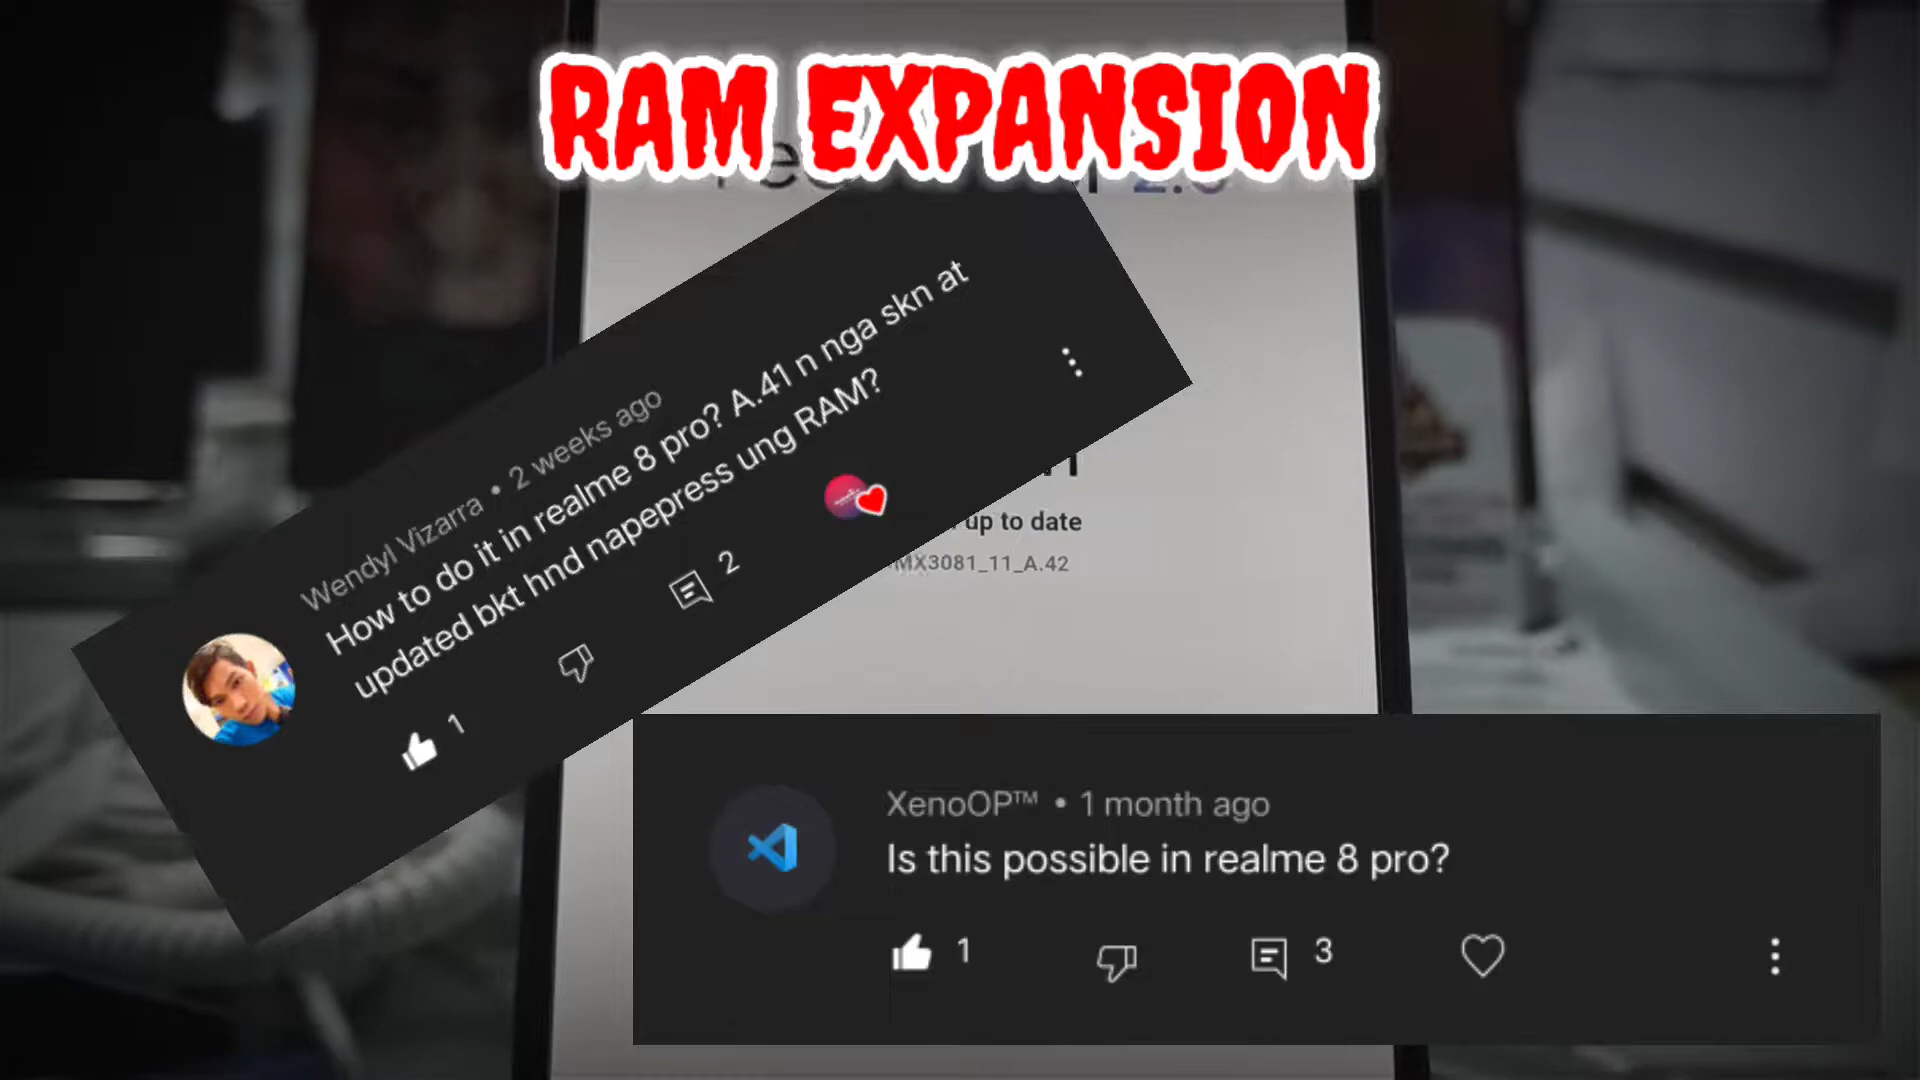 RAM EXPANSION
Wendyl Vizarra • 2 weeks ago
How to do it in realme 8 pro? A.41 n nga skn at
updated bkt hnd napepress ung RAM?
1
2
up to date
MX3081_11_A.42
XenoOP™ • 1 month ago
Is this possible in realme 8 pro?
1
3